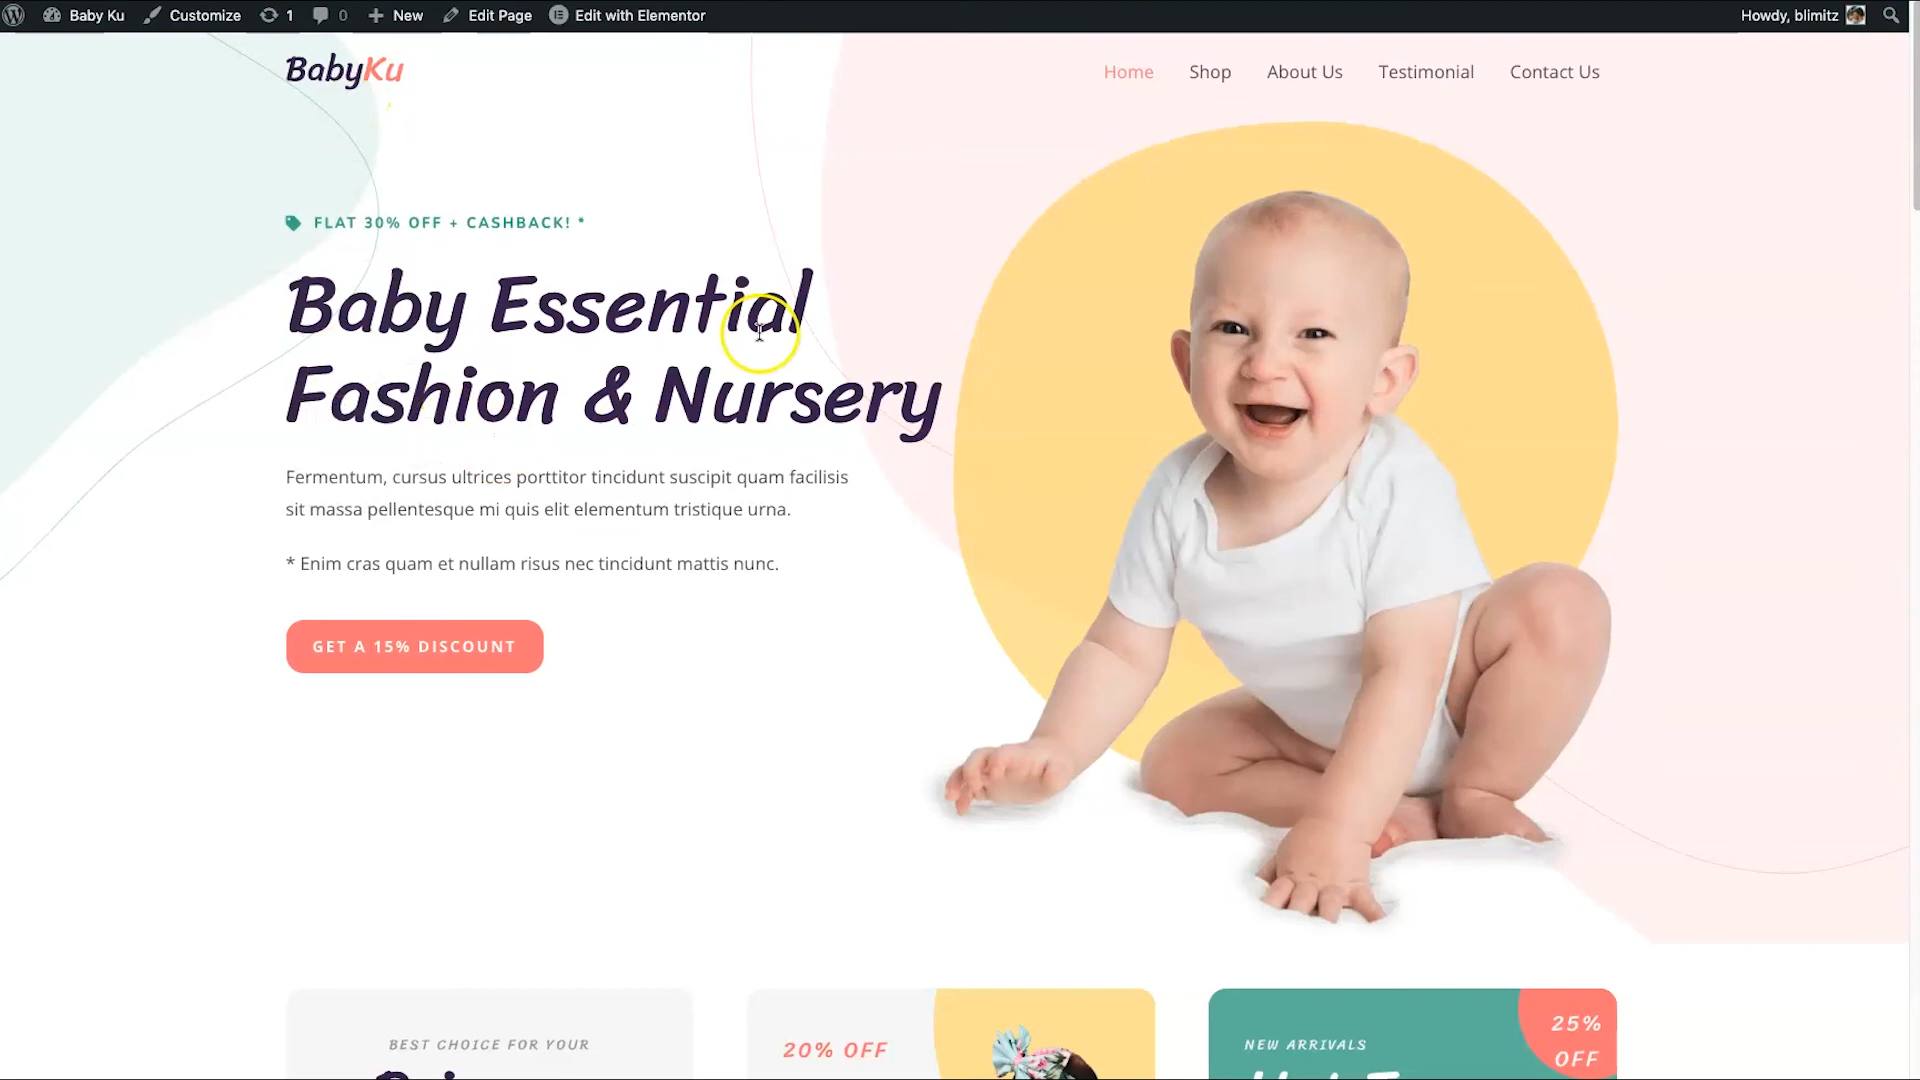 Baby Ku Customize 1 0 New Edit Page Edit with Elementor Howdy, blimitz
BabyKu
Home Shop About Us Testimonial Contact Us
FLAT 30% OFF + CASHBACK! *
Baby Essential
Fashion & Nursery
Fermentum, cursus ultrices porttitor tincidunt suscipit quam facilisis
sit massa pellentesque mi quis elit elementum tristique urna.
* Enim cras quam et nullam risus nec tincidunt mattis nunc.
GET A 15% DISCOUNT
BEST CHOICE FOR YOUR
20% OFF
NEW ARRIVALS
25%
OFF